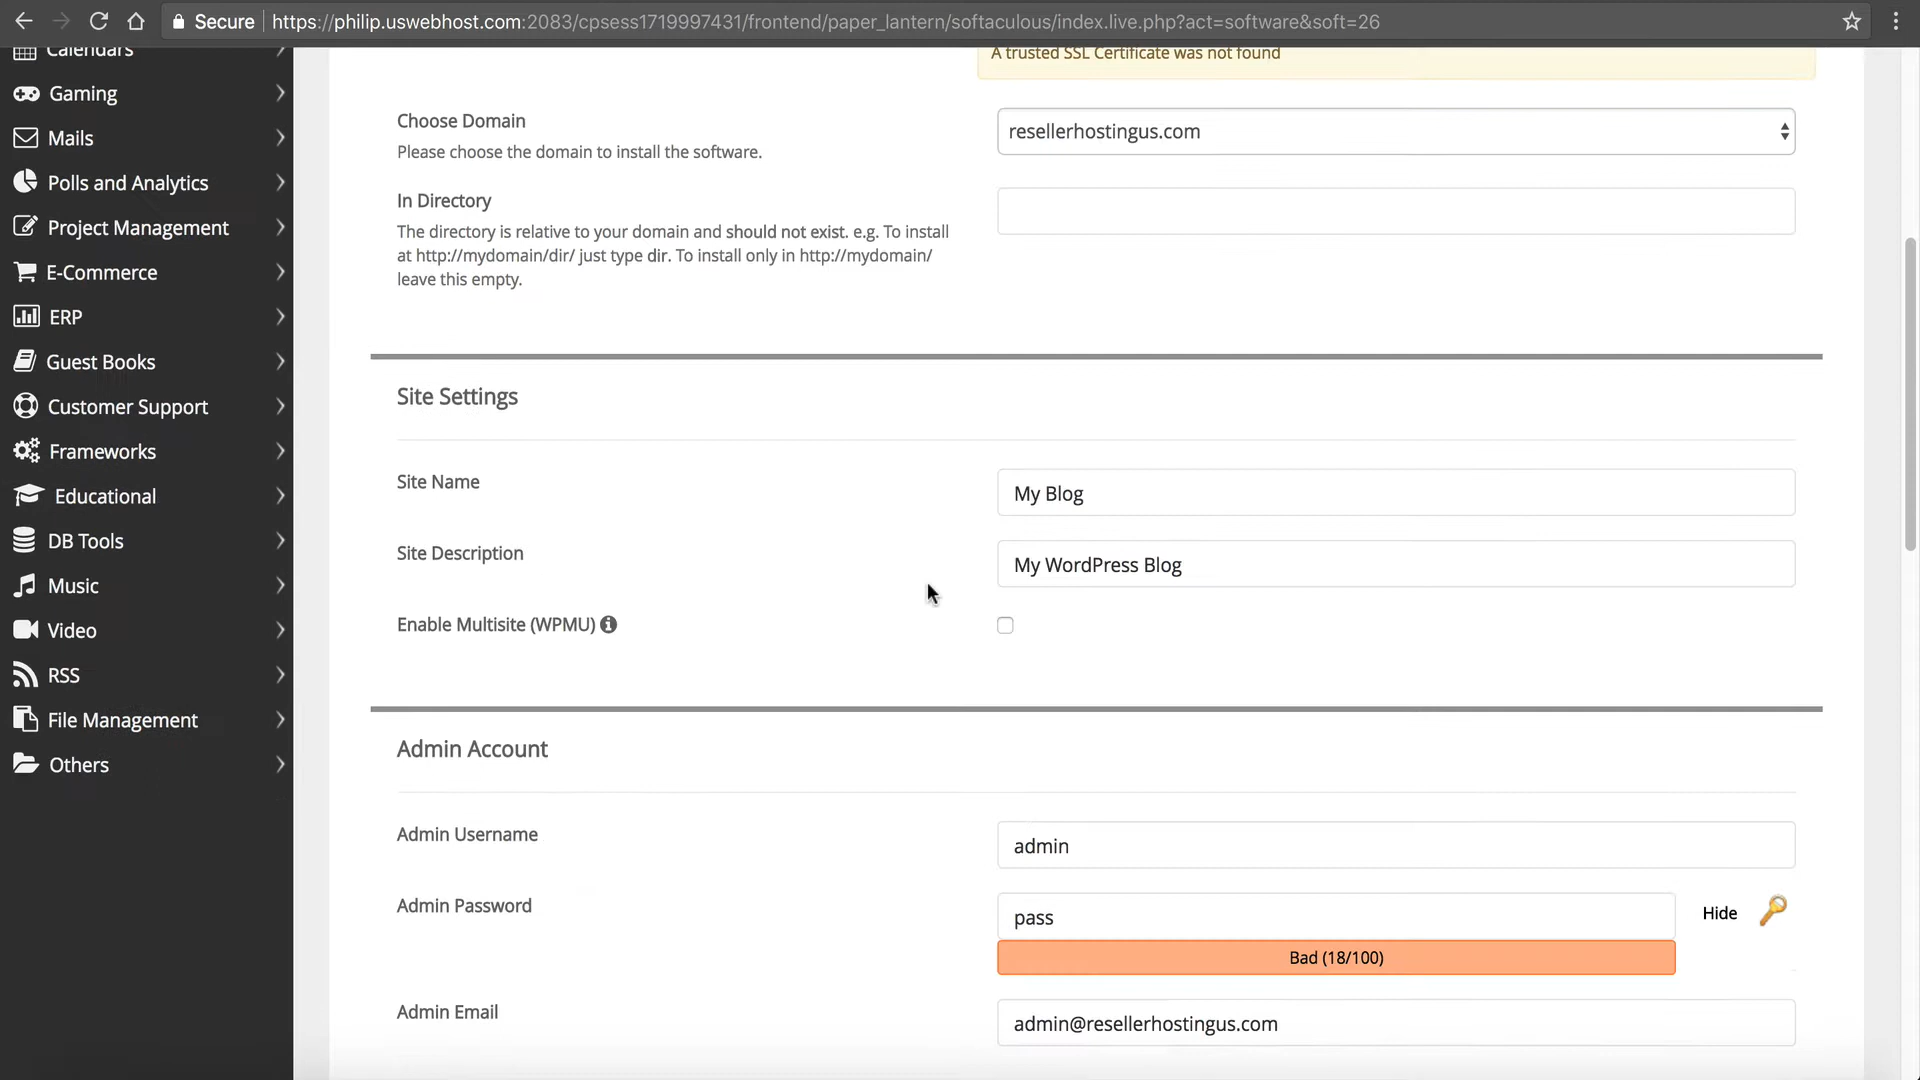 Secure https://philip.uswebhost.com:2083/cpsess1719997431/frontend/paper_lantern/softaculous/index.live.php?act=software&soft=26
Calendars
Gaming
Mails
Polls and Analytics
Project Management
E-Commerce
ERP
Guest Books
Customer Support
Frameworks
Educational
DB Tools
Music
Video
RSS
File Management
Others
A trusted SSL Certificate was not found
Choose Domain
Please choose the domain to install the software.
resellerhostingus.com
In Directory
The directory is relative to your domain and should not exist. e.g. To install
at http://mydomain/dir/ just type dir. To install only in http://mydomain/
leave this empty.
Site Settings
Site Name
My Blog
Site Description
My WordPress Blog
Enable Multisite (WPMU)
Admin Account
Admin Username
admin
Admin Password
pass
Hide
Bad (18/100)
Admin Email
admin@resellerhostingus.com